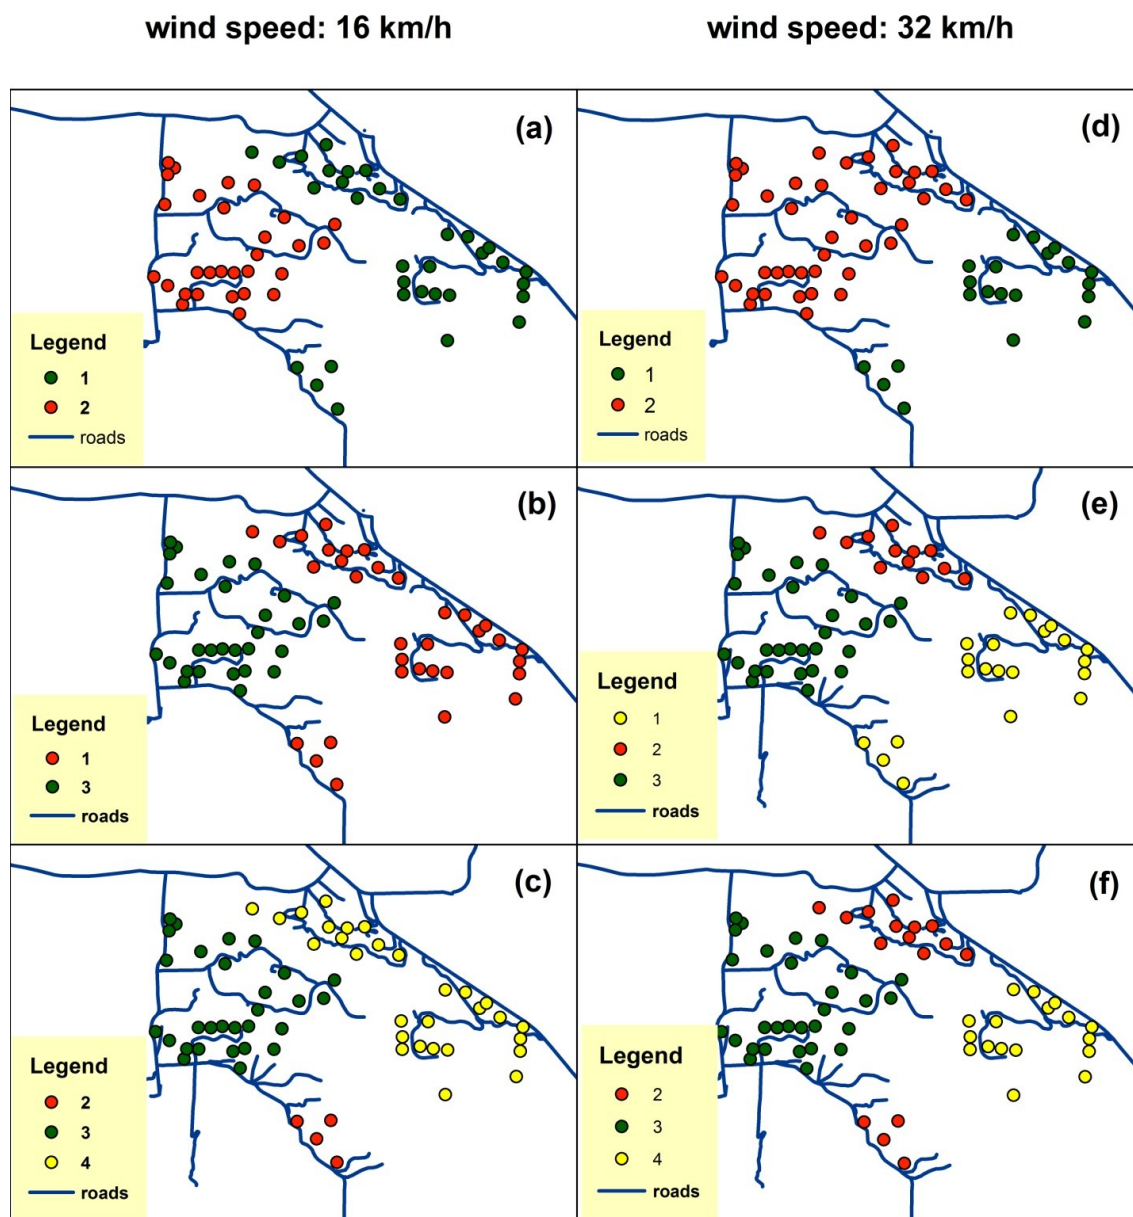 wind speed: 16 km/h
wind speed: 32 km/h
(a)
Legend
1
2
roads
(d)
Legend
1
2
roads
(b)
Legend
1
3
roads
(e)
Legend
1
2
3
roads
(c)
Legend
2
3
4
roads
(f)
Legend
2
3
4
roads